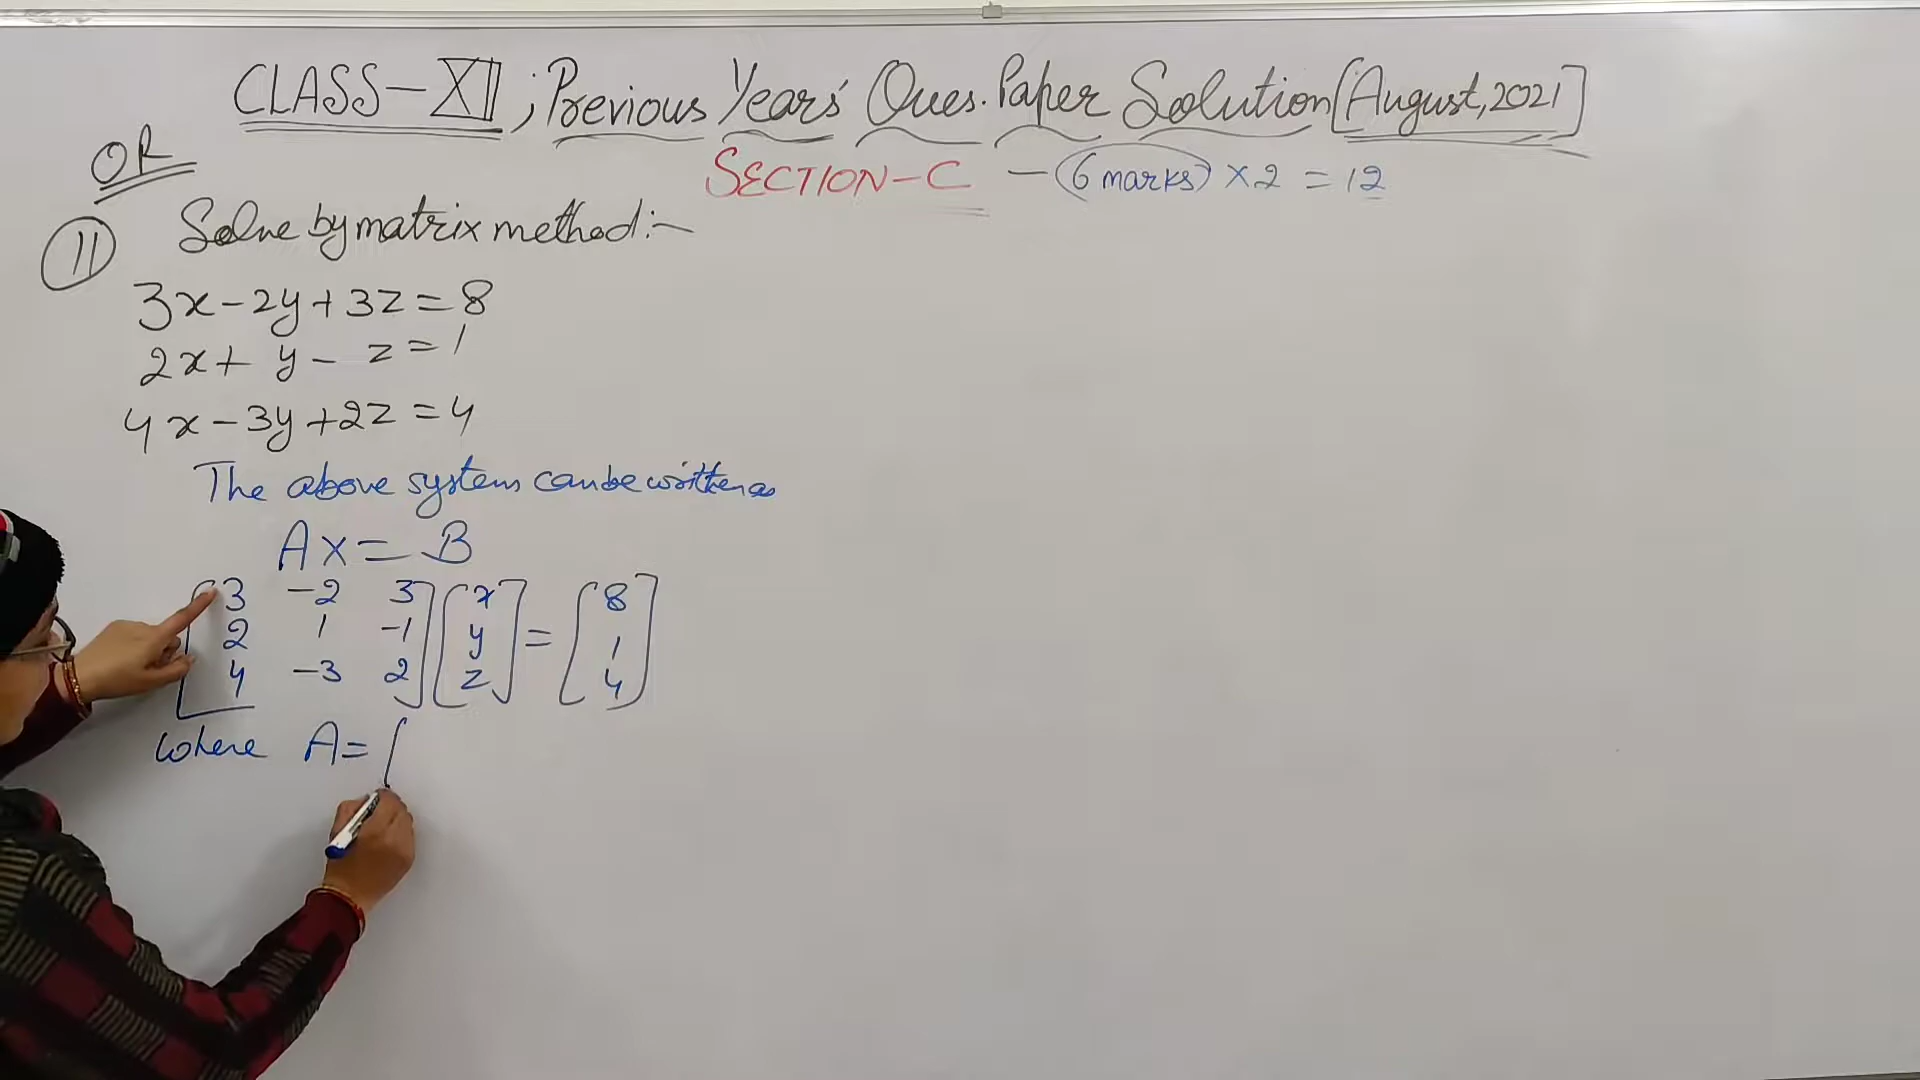 CLASS-XII; Previous Years' Ques. Paper Solution [August, 2021]
OR
SECTION-C - (6 marks) × 2 = 12
11 Solve by matrix method:-
3x - 2y + 3z = 8
2x + y - z = 1
4x - 3y + 2z = 4
The above system can be written as
AX = B
[3 -2 3] [x] = [8]
[2 1 -1] [y] [1]
[4 -3 2] [z] [4]
where A = [